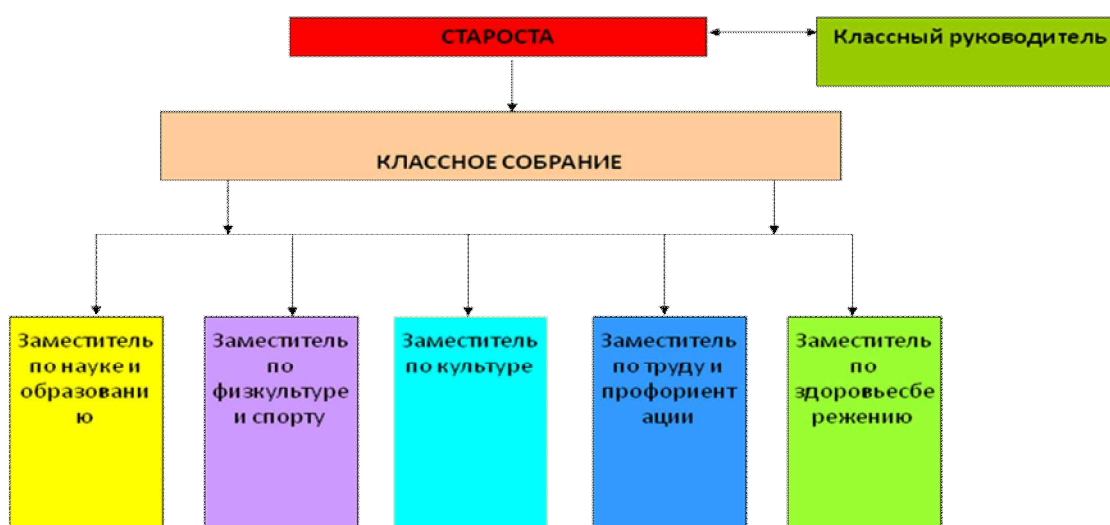 СТАРОСТА
Классный руководитель
КЛАССНОЕ СОБРАНИЕ
Заместитель
по науке и
образовани
ю
Заместитель
по
физкультуре
и спорту
Заместитель
по культуре
Заместитель
по труду и
профориент
ации
Заместитель
по
здоровьесбе
режению